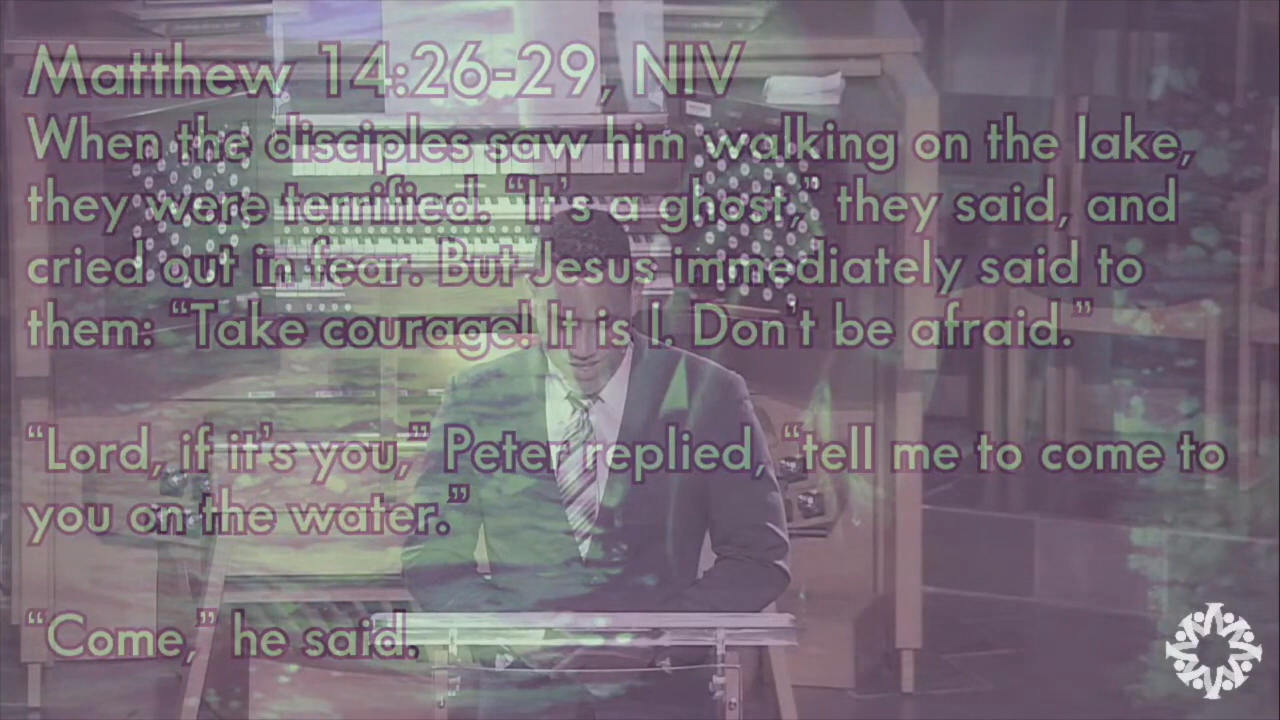 Matthew 14:26-29, NIV
When the disciples saw him walking on the lake,
they were terrified. “It’s a ghost,” they said, and
cried out in fear. But Jesus immediately said to
them: “Take courage! It is I. Don’t be afraid.”
“Lord, if it’s you,” Peter replied, “tell me to come to
you on the water.”
“Come,” he said.